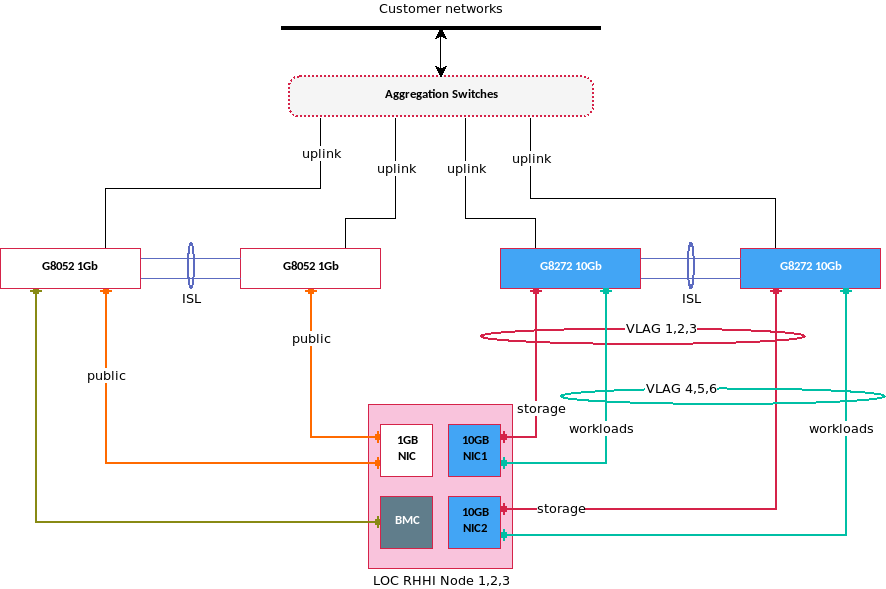 Customer networks
Aggregation Switches
uplink
uplink
uplink
uplink
G8052 1Gb
G8052 1Gb
G8272 10Gb
G8272 10Gb
ISL
ISL
public
public
VLAG 1,2,3
VLAG 4,5,6
storage
workloads
workloads
1GB
NIC
10GB
NIC1
BMC
10GB
NIC2
storage
LOC RHHI Node 1,2,3